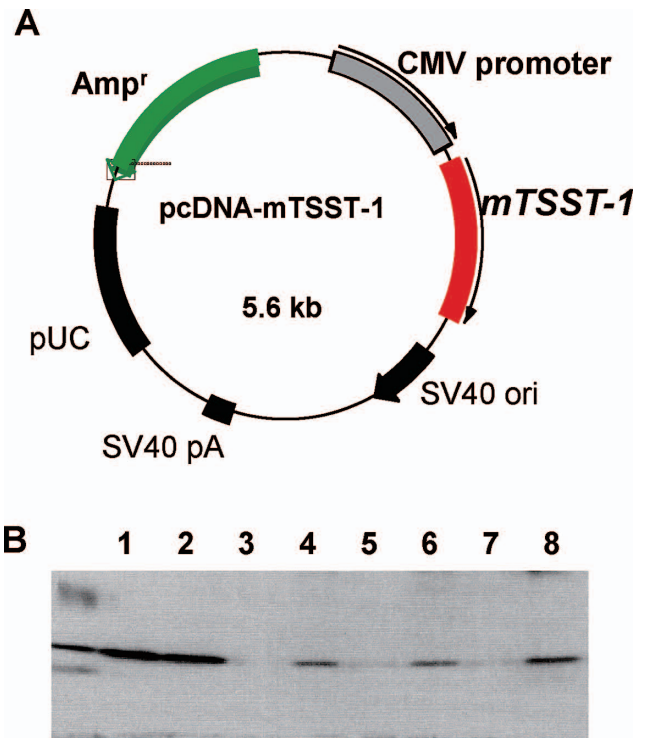 A
Ampʳ
CMV promoter
pcDNA-mTSST-1
mTSST-1
5.6 kb
pUC
SV40 ori
SV40 pA
B
1 2 3 4 5 6 7 8